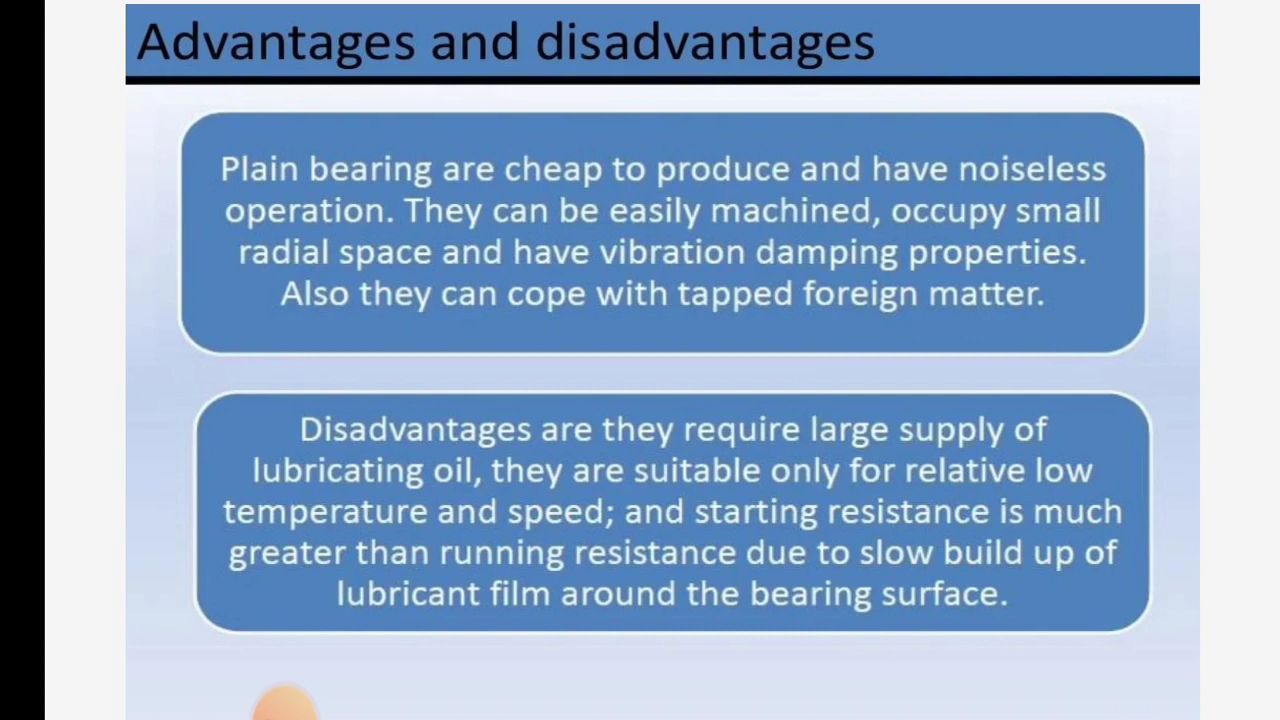 Advantages and disadvantages
Plain bearing are cheap to produce and have noiseless
operation. They can be easily machined, occupy small
radial space and have vibration damping properties.
Also they can cope with tapped foreign matter.
Disadvantages are they require large supply of
lubricating oil, they are suitable only for relative low
temperature and speed; and starting resistance is much
greater than running resistance due to slow build up of
lubricant film around the bearing surface.